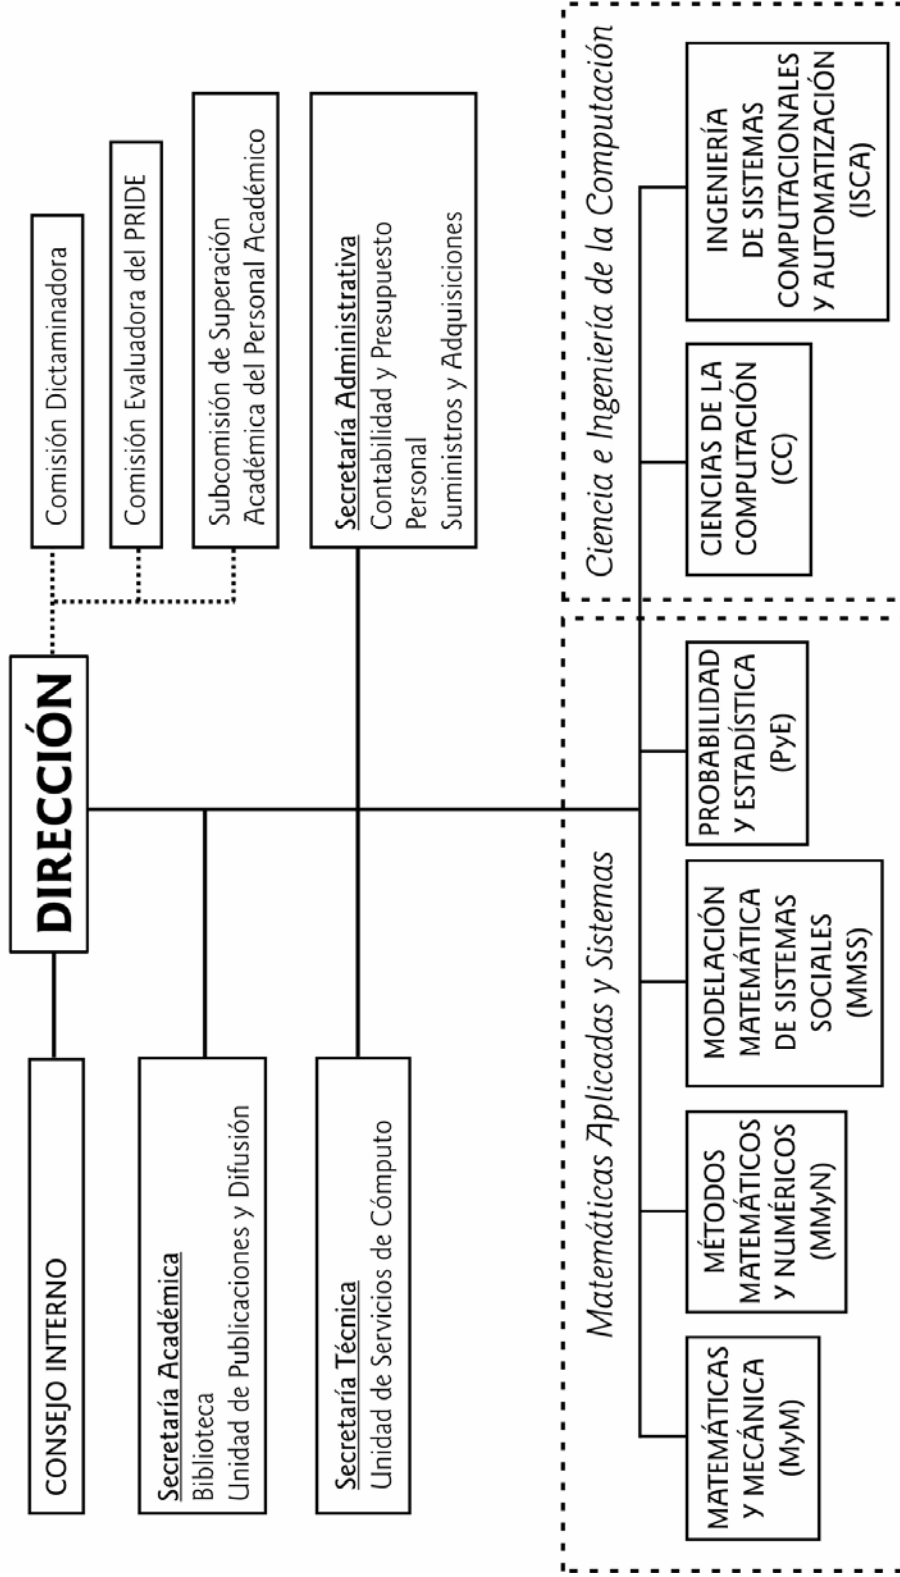 DIRECCIÓN
CONSEJO INTERNO
Comisión Dictaminadora
Comisión Evaluadora del PRIDE
Subcomisión de Superación
Académica del Personal Académico
Secretaría Académica
Biblioteca
Unidad de Publicaciones y Difusión
Secretaría Técnica
Unidad de Servicios de Cómputo
Secretaría Administrativa
Contabilidad y Presupuesto
Personal
Suministros y Adquisiciones
Matemáticas Aplicadas y Sistemas
MATEMÁTICAS
y MECÁNICA
(MyM)
MÉTODOS
MATEMÁTICOS
y NUMÉRICOS
(MMyN)
MODELACIÓN
MATEMÁTICA
DE SISTEMAS
SOCIALES
(MMSS)
PROBABILIDAD
y ESTADÍSTICA
(PyE)
Ciencia e Ingeniería de la Computación
CIENCIAS DE LA
COMPUTACIÓN
(CC)
INGENIERÍA
DE SISTEMAS
COMPUTACIONALES
y AUTOMATIZACIÓN
(ISCA)